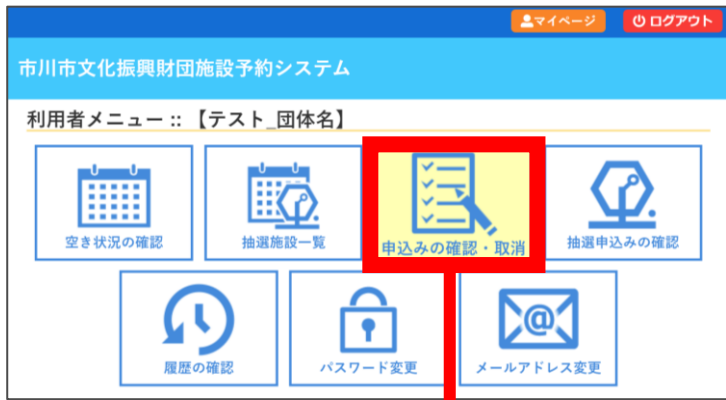 マイページ ログアウト
市川市文化振興財団施設予約システム
利用者メニュー :: 【テスト_団体名】
空き状況の確認 抽選施設一覧 申込みの確認・取消 抽選申込みの確認
履歴の確認 パスワード変更 メールアドレス変更